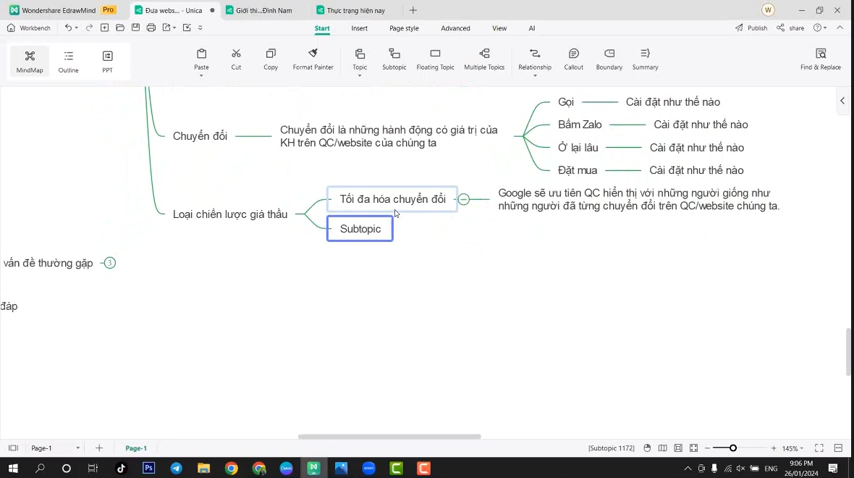 Wondershare EdrawMind Pro
Đưa webs... - Unica
Giới thi...Đình Nam
Thực trạng hiện nay
W
Workbench
Start
Insert
Page style
Advanced
View
AI
Publish
share
MindMap
Outline
PPT
Paste
Cut
Copy
Format Painter
Topic
Subtopic
Floating Topic
Multiple Topics
Relationship
Callout
Boundary
Summary
Find & Replace
Gọi
Cài đặt như thế nào
Chuyển đổi
Chuyển đổi là những hành động có giá trị của
KH trên QC/website của chúng ta
Bấm Zalo
Cài đặt như thế nào
Ở lại lâu
Cài đặt như thế nào
Đặt mua
Cài đặt như thế nào
Loại chiến lược giá thầu
Tối đa hóa chuyển đổi
Google sẽ ưu tiên QC hiển thị với những người giống như
những người đã từng chuyển đổi trên QC/website chúng ta.
Subtopic
vấn đề thường gặp
3
đáp
Page-1
Page-1
[Subtopic 1172]
145%
ENG
9:06 PM
26/01/2024